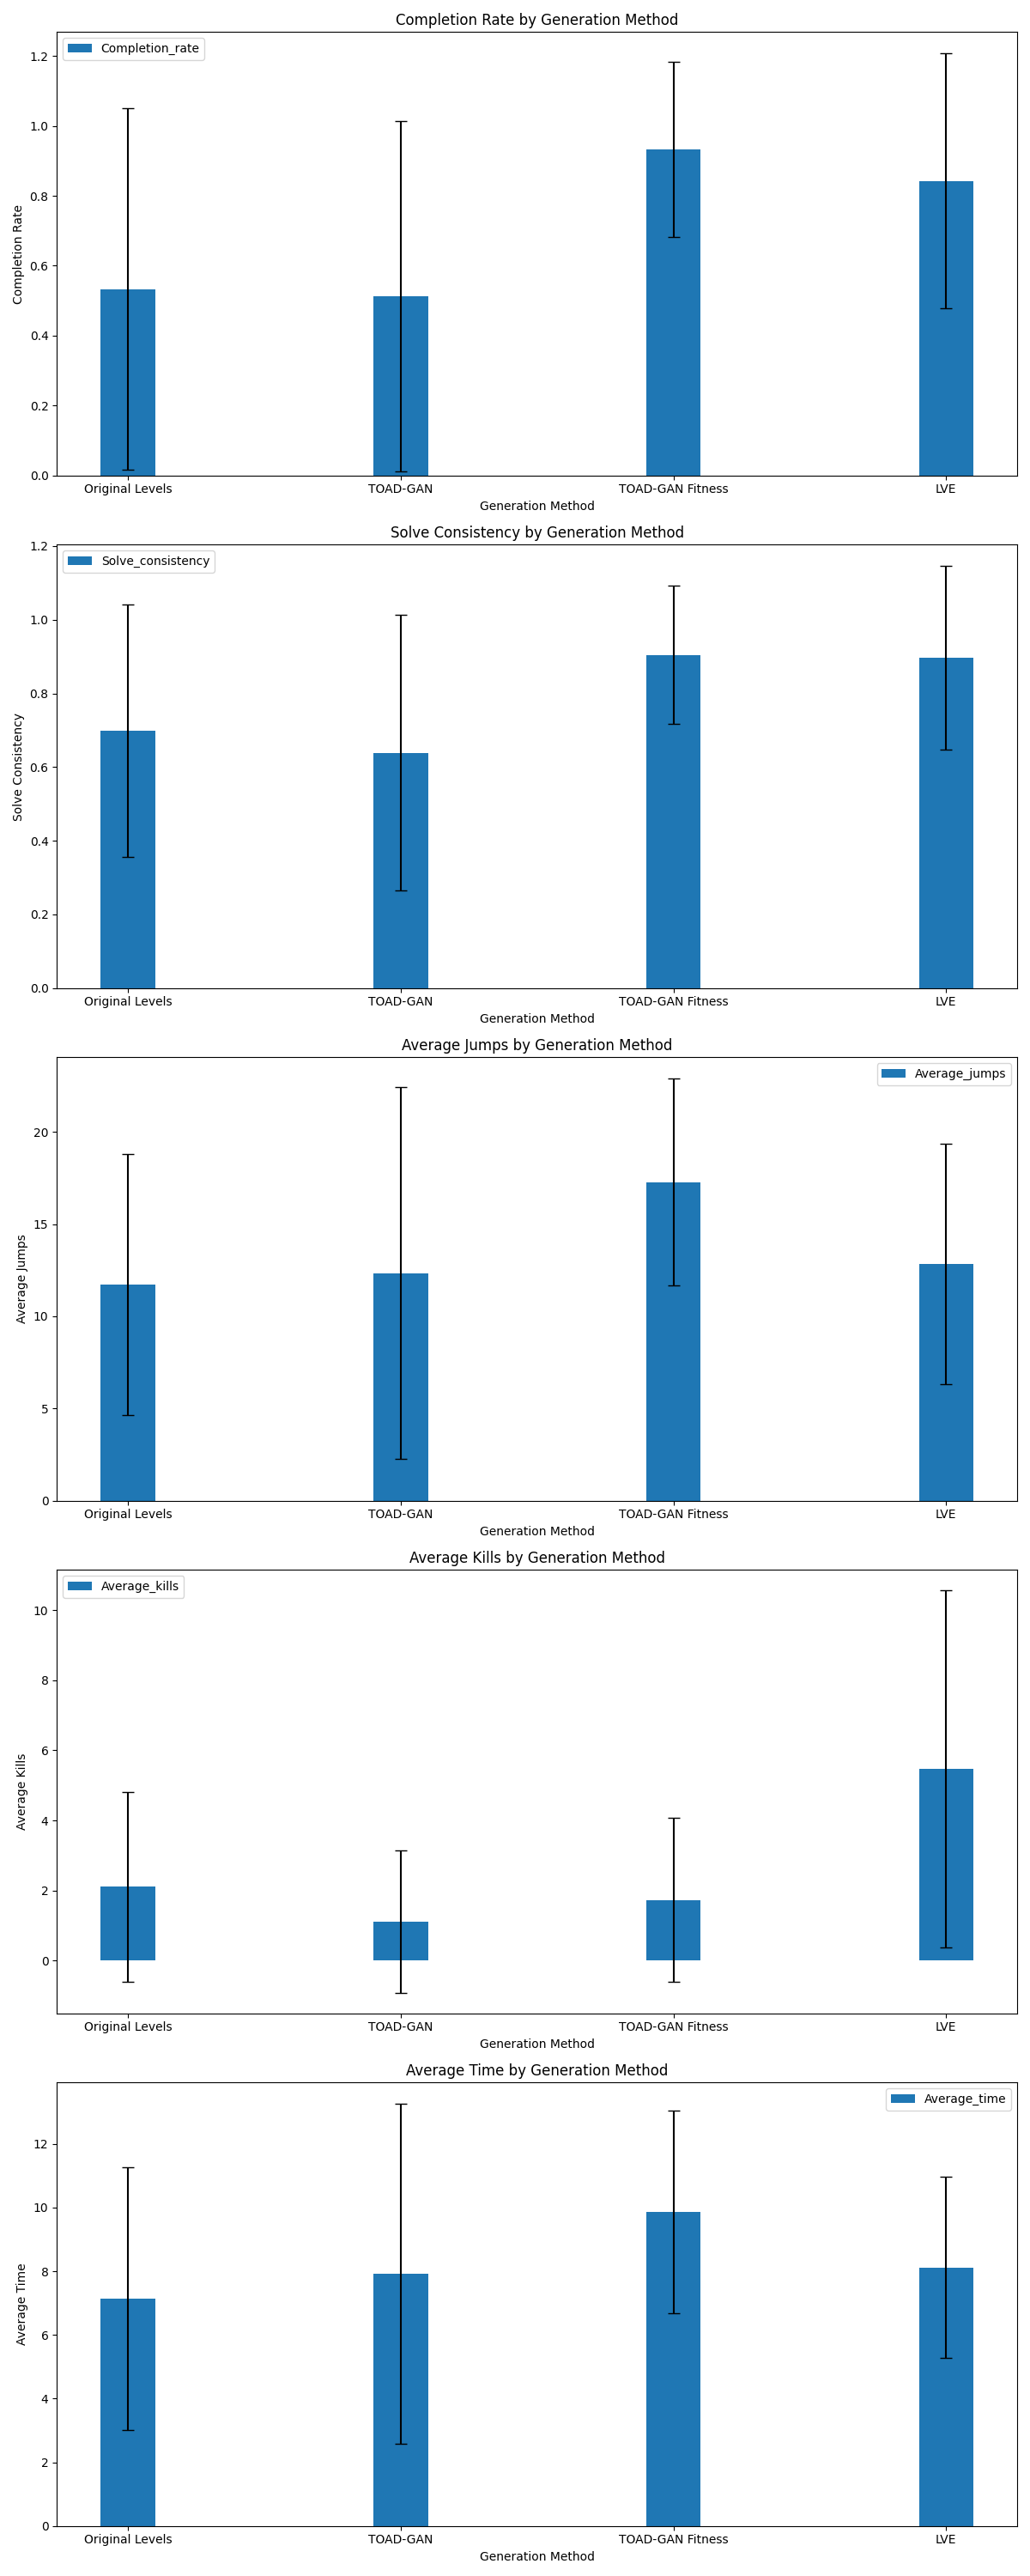 Completion Rate by Generation Method
Completion_rate
1.2
1.0
0.8
0.6
0.4
0.2
0.0
Completion Rate
Original Levels TOAD-GAN TOAD-GAN Fitness LVE
Generation Method
Solve Consistency by Generation Method
Solve_consistency
1.2
1.0
0.8
0.6
0.4
0.2
0.0
Solve Consistency
Original Levels TOAD-GAN TOAD-GAN Fitness LVE
Generation Method
Average Jumps by Generation Method
Average_jumps
20
15
10
5
0
Average Jumps
Original Levels TOAD-GAN TOAD-GAN Fitness LVE
Generation Method
Average Kills by Generation Method
Average_kills
10
8
6
4
2
0
Average Kills
Original Levels TOAD-GAN TOAD-GAN Fitness LVE
Generation Method
Average Time by Generation Method
Average_time
12
10
8
6
4
2
0
Average Time
Original Levels TOAD-GAN TOAD-GAN Fitness LVE
Generation Method